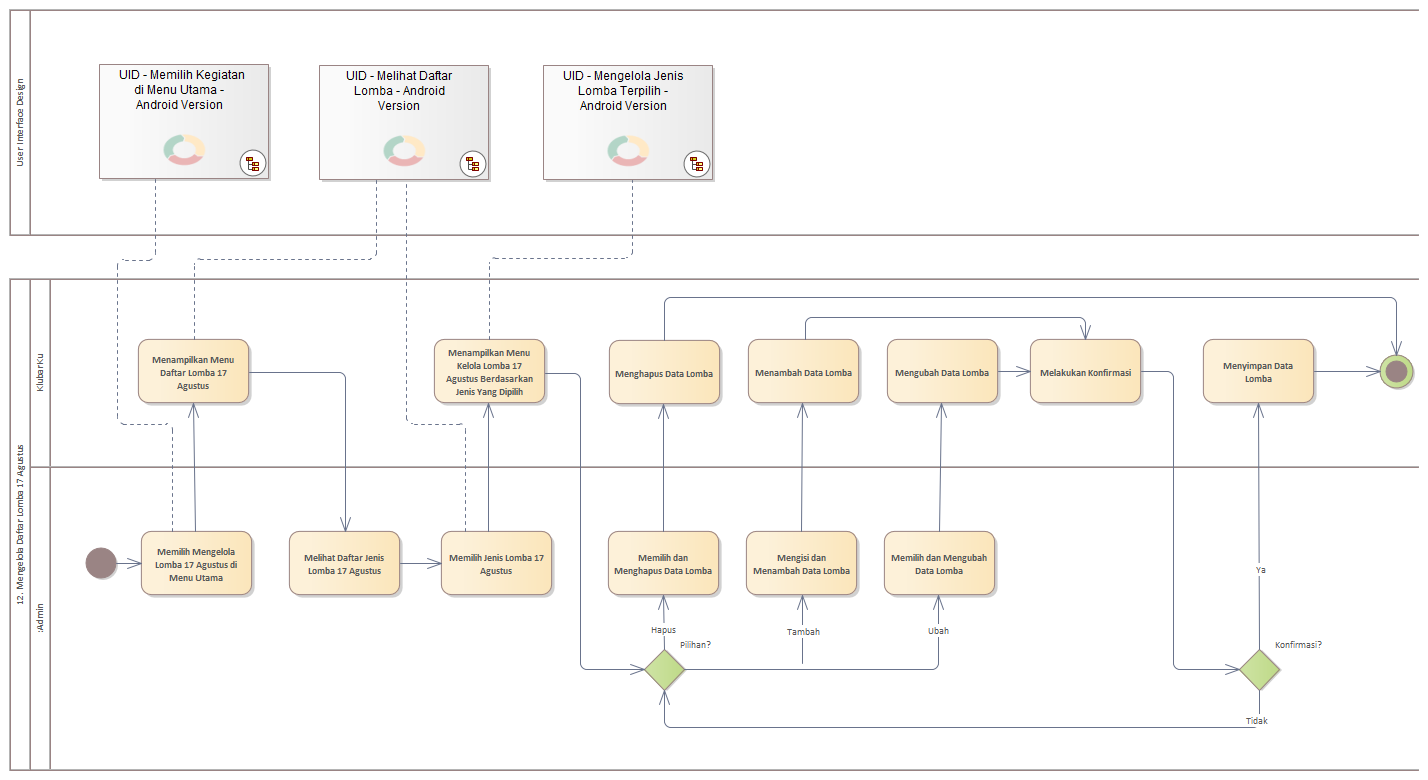 User Interface Design
UID - Memilih Kegiatan
di Menu Utama -
Android Version
UID - Melihat Daftar
Lomba - Android
Version
UID - Mengelola Jenis
Lomba Terpilih -
Android Version
12. Mengelola Daftar Lomba 17 Agustus
KlubarKu
Menampilkan Menu
Daftar Lomba 17
Agustus
Menampilkan Menu
Kelola Lomba 17
Agustus Berdasarkan
Jenis Yang Dipilih
Menghapus Data Lomba
Menambah Data Lomba
Mengubah Data Lomba
Melakukan Konfirmasi
Menyimpan Data
Lomba
:Admin
Memilih Mengelola
Lomba 17 Agustus di
Menu Utama
Melihat Daftar Jenis
Lomba 17 Agustus
Memilih Jenis Lomba 17
Agustus
Memilih dan
Menghapus Data Lomba
Mengisi dan
Menambah Data Lomba
Memilih dan Mengubah
Data Lomba
Ya
Hapus
Tambah
Ubah
Pilihan?
Konfirmasi?
Tidak